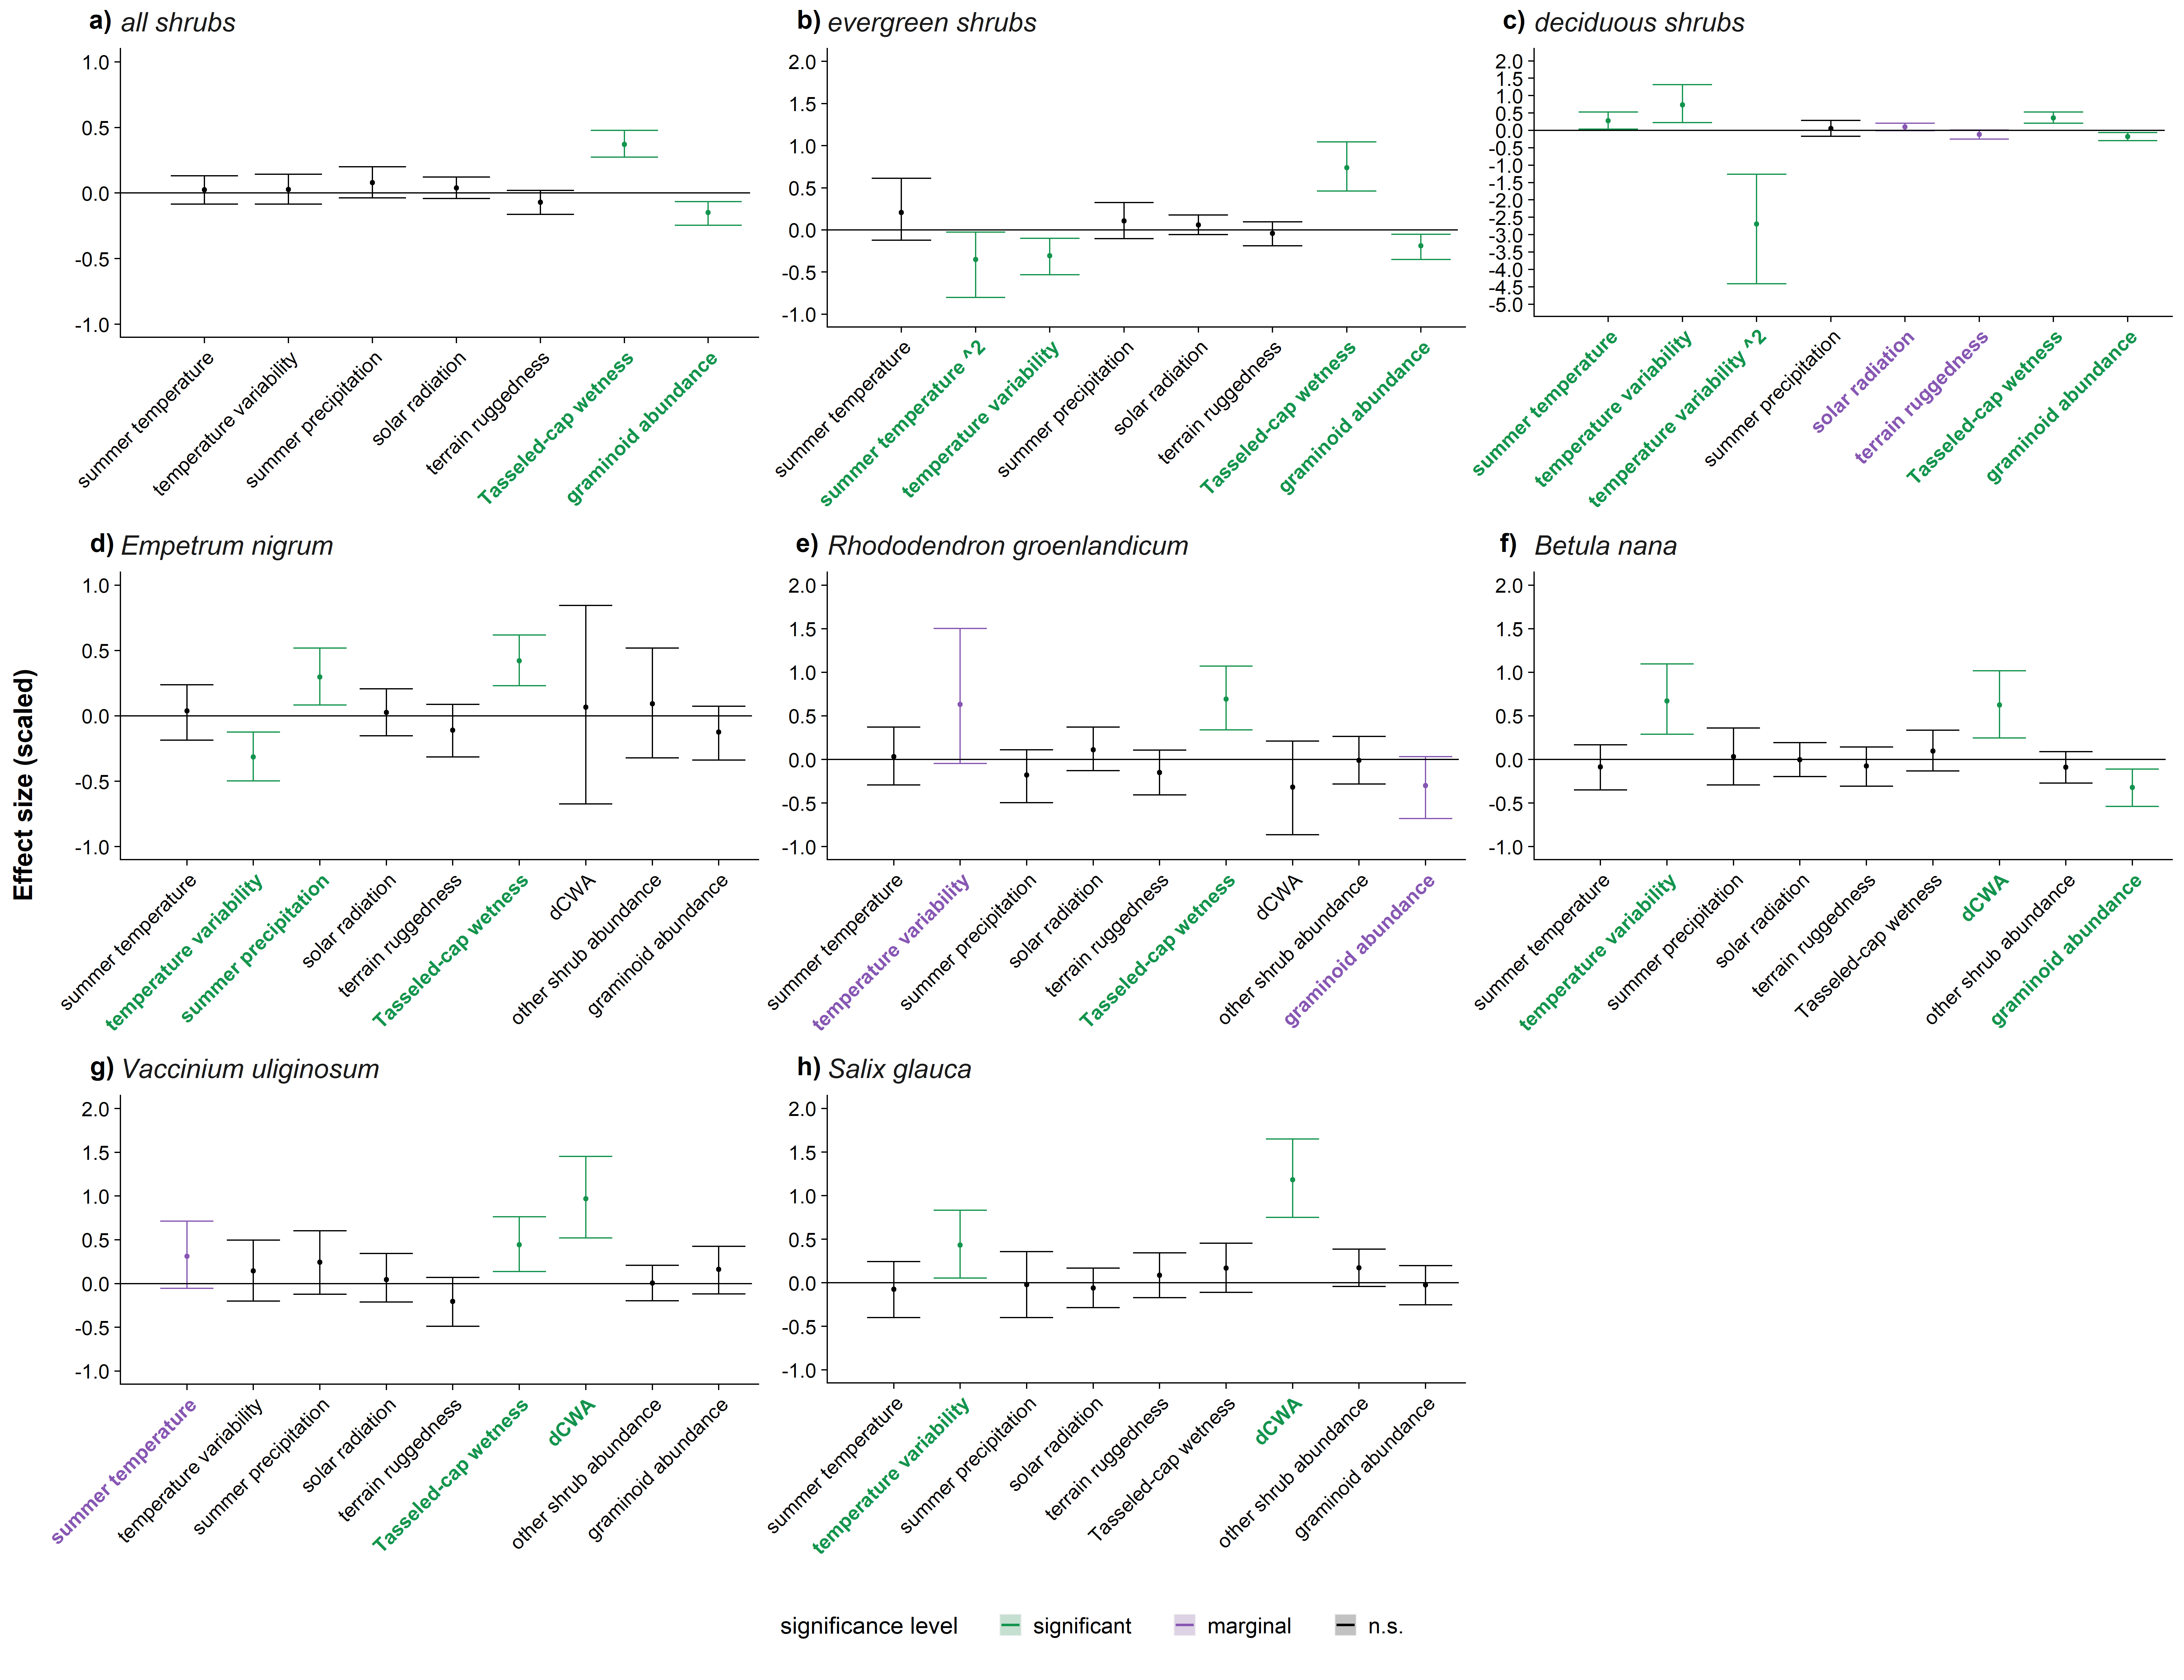 a) all shrubs
1.0
0.5
0.0
-0.5
-1.0
summer temperature
temperature variability
summer precipitation
solar radiation
terrain ruggedness
Tasseled-cap wetness
graminoid abundance
b) evergreen shrubs
2.0
1.5
1.0
0.5
0.0
-0.5
-1.0
summer temperature
summer temperature ^2
temperature variability
summer precipitation
solar radiation
terrain ruggedness
Tasseled-cap wetness
graminoid abundance
c) deciduous shrubs
2.0
1.5
1.0
0.5
0.0
-0.5
-1.0
-1.5
-2.0
-2.5
-3.0
-3.5
-4.0
-4.5
-5.0
summer temperature
temperature variability
temperature variability ^2
summer precipitation
solar radiation
terrain ruggedness
Tasseled-cap wetness
graminoid abundance
Effect size (scaled)
d) Empetrum nigrum
1.0
0.5
0.0
-0.5
-1.0
summer temperature
temperature variability
summer precipitation
solar radiation
terrain ruggedness
Tasseled-cap wetness
dCWA
other shrub abundance
graminoid abundance
e) Rhododendron groenlandicum
2.0
1.5
1.0
0.5
0.0
-0.5
-1.0
summer temperature
temperature variability
summer precipitation
solar radiation
terrain ruggedness
Tasseled-cap wetness
dCWA
other shrub abundance
graminoid abundance
f) Betula nana
2.0
1.5
1.0
0.5
0.0
-0.5
-1.0
summer temperature
temperature variability
summer precipitation
solar radiation
terrain ruggedness
Tasseled-cap wetness
dCWA
other shrub abundance
graminoid abundance
g) Vaccinium uliginosum
2.0
1.5
1.0
0.5
0.0
-0.5
-1.0
summer temperature
temperature variability
summer precipitation
solar radiation
terrain ruggedness
Tasseled-cap wetness
dCWA
other shrub abundance
graminoid abundance
h) Salix glauca
2.0
1.5
1.0
0.5
0.0
-0.5
-1.0
summer temperature
temperature variability
summer precipitation
solar radiation
terrain ruggedness
Tasseled-cap wetness
dCWA
other shrub abundance
graminoid abundance
significance level significant marginal n.s.